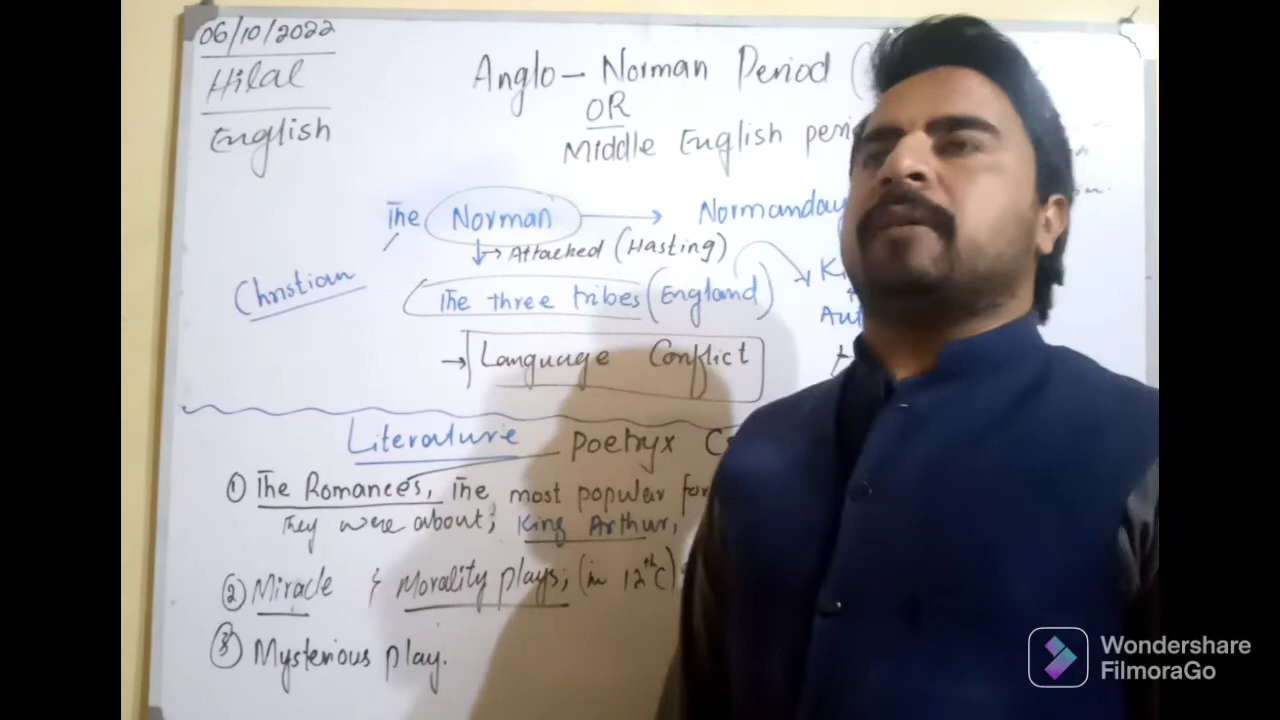 06/10/2022
Hilal
English
Anglo-Norman Period (
OR
Middle English peri
The Norman → Normanday
→ Attacked (Hasting)
Christian
The three tribes (England)
→ Language Conflict
Literature Poetry
① The Romances, The most popular for
They were about; King Arthur,
② Miracle & Morality plays; (in 12th C)
③ Mysterious play.
Wondershare
FilmoraGo